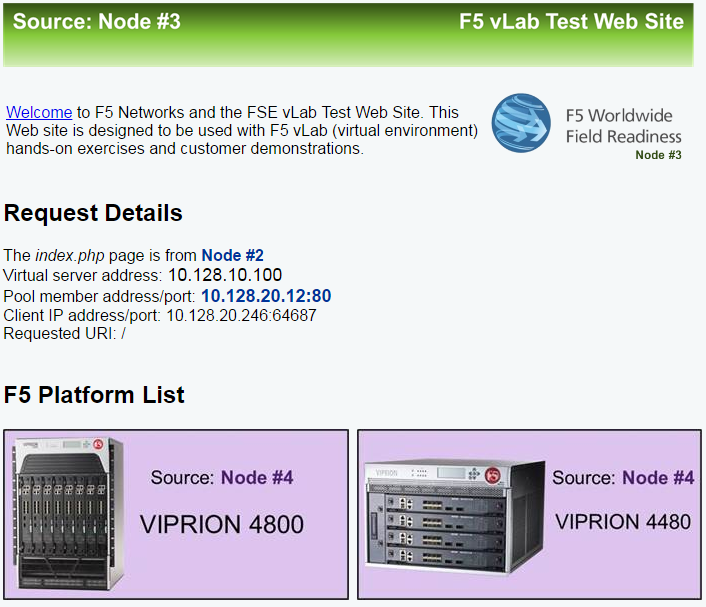 Source: Node #3
F5 vLab Test Web Site
Welcome to F5 Networks and the FSE vLab Test Web Site. This
Web site is designed to be used with F5 vLab (virtual environment)
hands-on exercises and customer demonstrations.
F5 Worldwide
Field Readiness
Node #3
Request Details
The index.php page is from Node #2
Virtual server address: 10.128.10.100
Pool member address/port: 10.128.20.12:80
Client IP address/port: 10.128.20.246:64687
Requested URI: /
F5 Platform List
Source: Node #4
VIPRION 4800
VIPRION
f5
Source: Node #4
VIPRION 4480